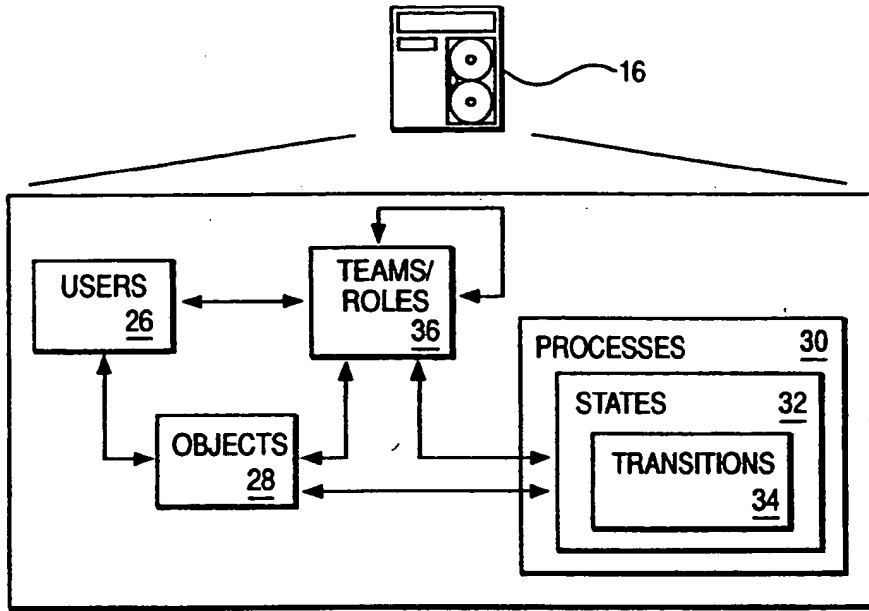 16
USERS
26
TEAMS/
ROLES
36
OBJECTS
28
PROCESSES 30
STATES 32
TRANSITIONS
34